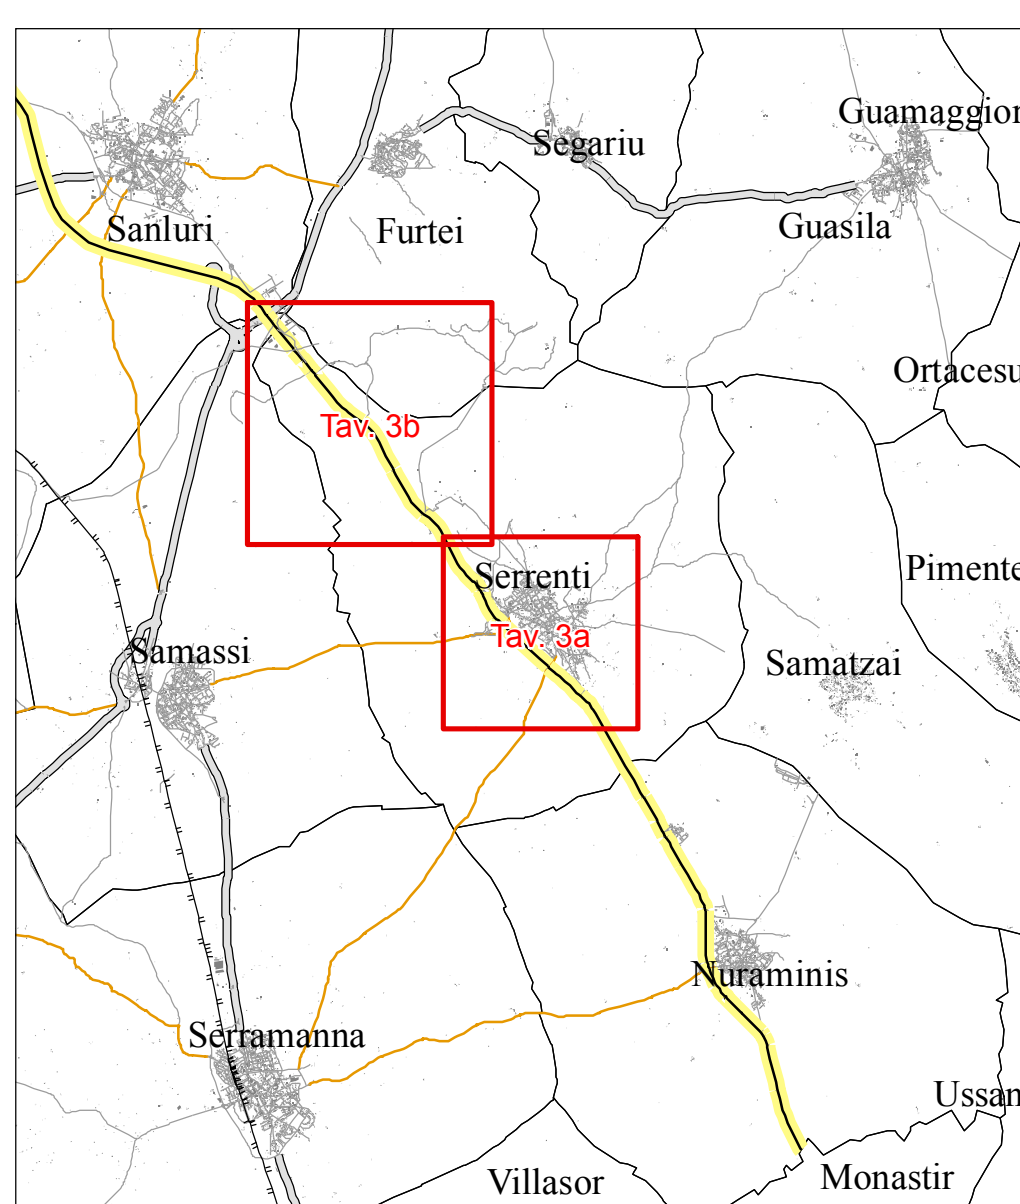 Guamaggior
Segariu
Sanluri
Furtei
Guasila
Ortacesu
Tav. 3b
Pimente
Serrenti
Tav. 3a
Samassi
Samatzai
Nuraminis
Serramanna
Ussan
Villasor
Monastir